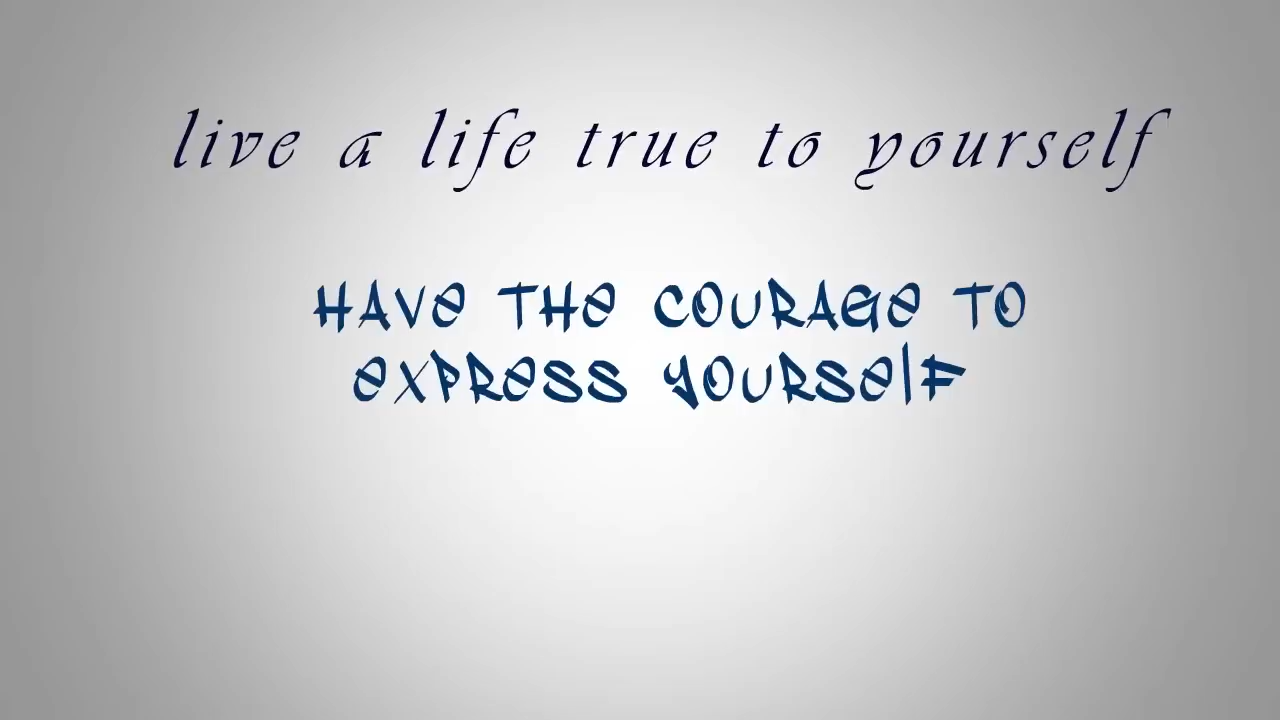 live a life true to yourself
HAVE THE COURAGE TO
EXPRESS YOURSELF